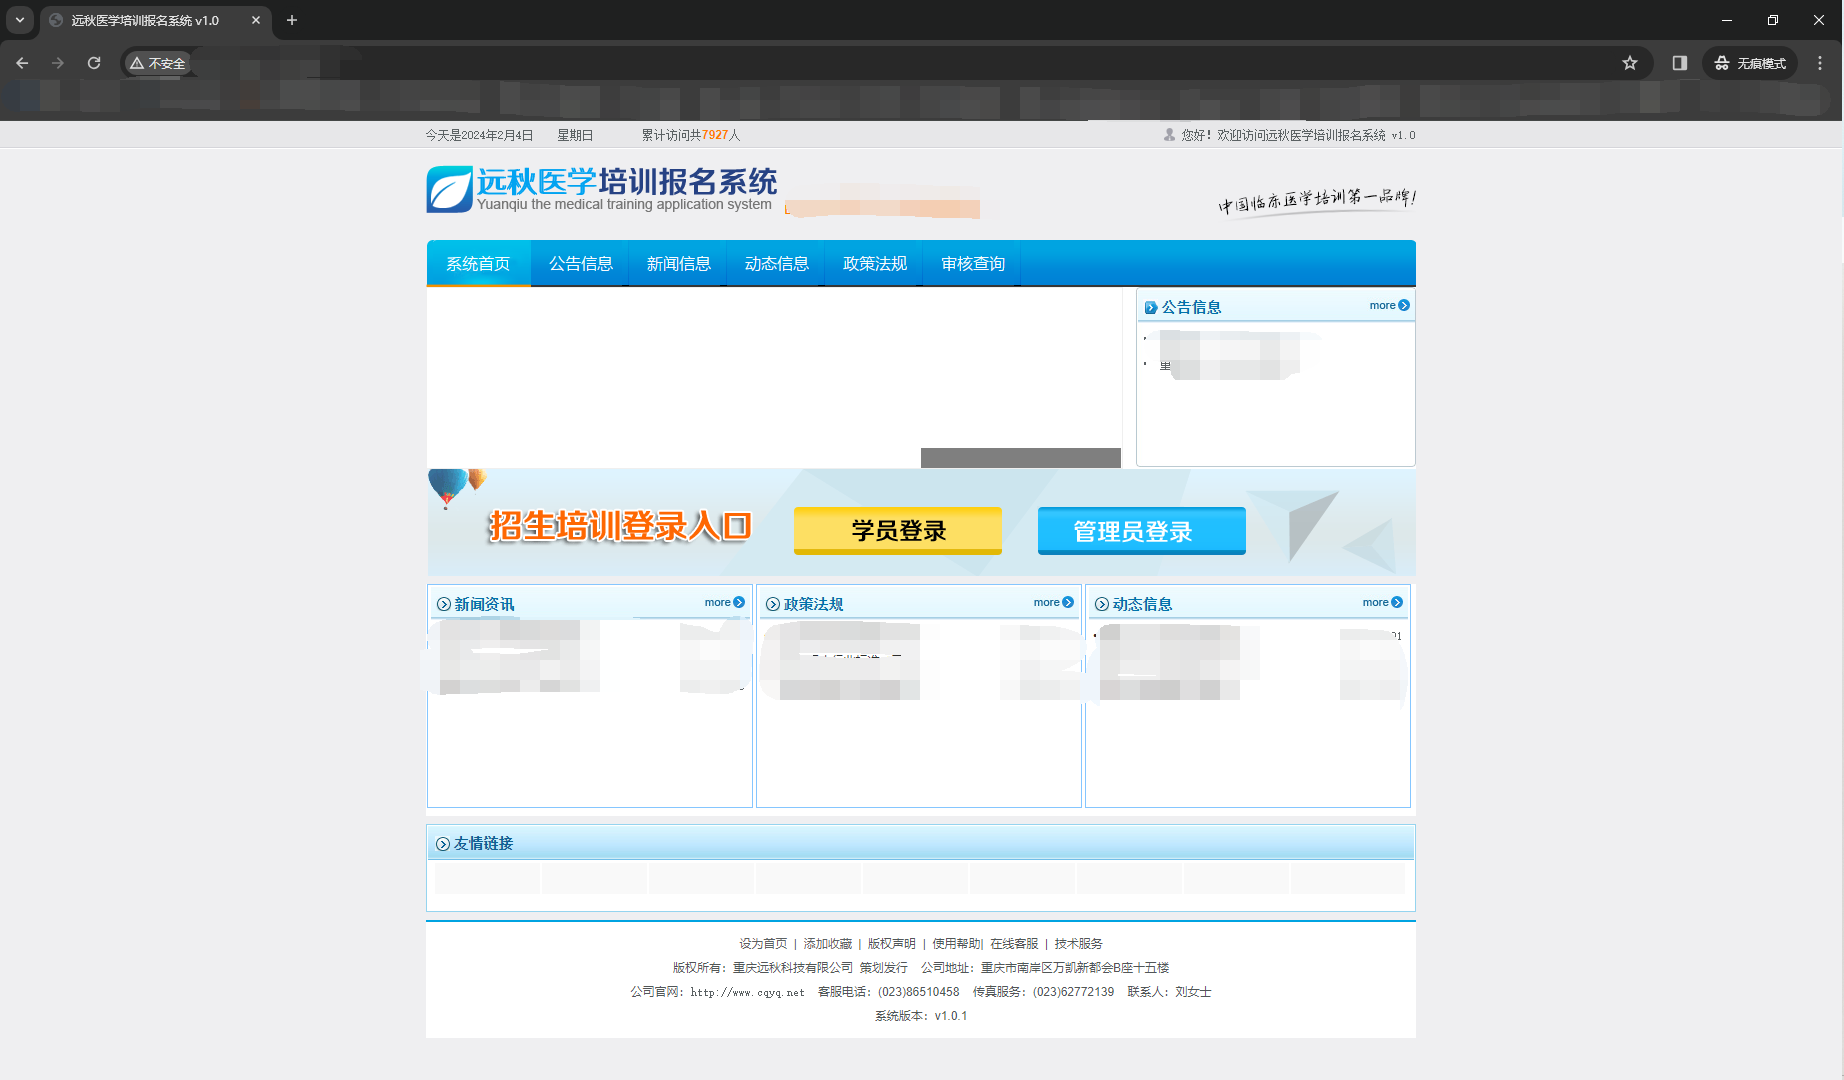 远秋医学培训报名系统 v1.0
不安全
无痕模式
今天是2024年2月4日 星期日 累计访问共7927人
您好！欢迎访问远秋医学培训报名系统 v1.0
远秋医学培训报名系统
Yuanqiu the medical training application system
中国临床医学培训第一品牌!
系统首页 公告信息 新闻信息 动态信息 政策法规 审核查询
公告信息 more
招生培训登录入口 学员登录 管理员登录
新闻资讯 more 政策法规 more 动态信息 more
友情链接
设为首页 | 添加收藏 | 版权声明 | 使用帮助| 在线客服 | 技术服务
版权所有：重庆远秋科技有限公司 策划发行 公司地址：重庆市南岸区万凯新都会B座十五楼
公司官网：http://www.cqyq.net 客服电话：(023)86510458 传真服务：(023)62772139 联系人：刘女士
系统版本：v1.0.1